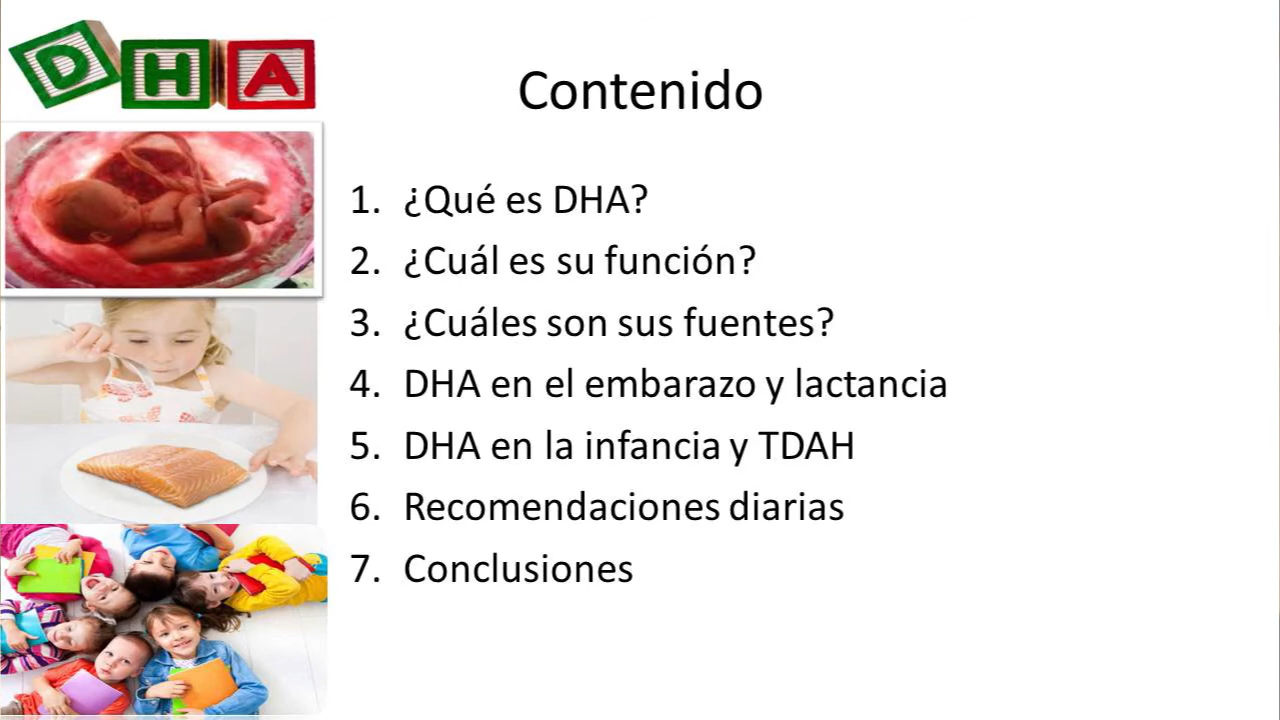 DHA
Contenido
1. ¿Qué es DHA?
2. ¿Cuál es su función?
3. ¿Cuáles son sus fuentes?
4. DHA en el embarazo y lactancia
5. DHA en la infancia y TDAH
6. Recomendaciones diarias
7. Conclusiones